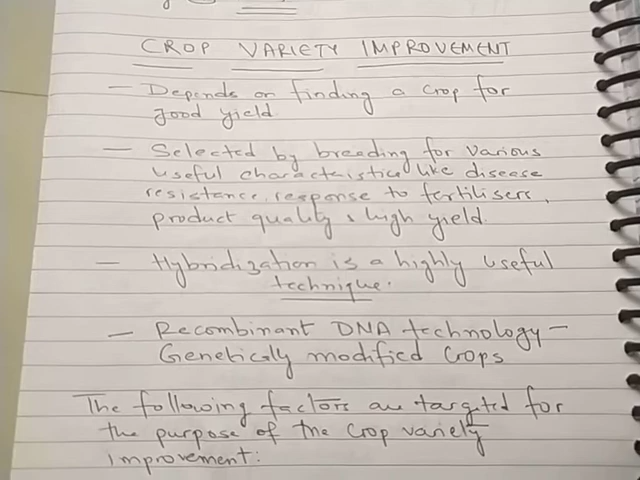 CROP VARIETY IMPROVEMENT
— Depends on finding a crop for
good yield
— Selected by breeding for various
useful characteristics like disease
resistance, response to fertilisers,
product quality & high yield.
— Hybridization is a highly useful
technique.
— Recombinant DNA technology —
Geneticaly modified crops
The following factors are targeted for
the purpose of the crop variety
improvement: